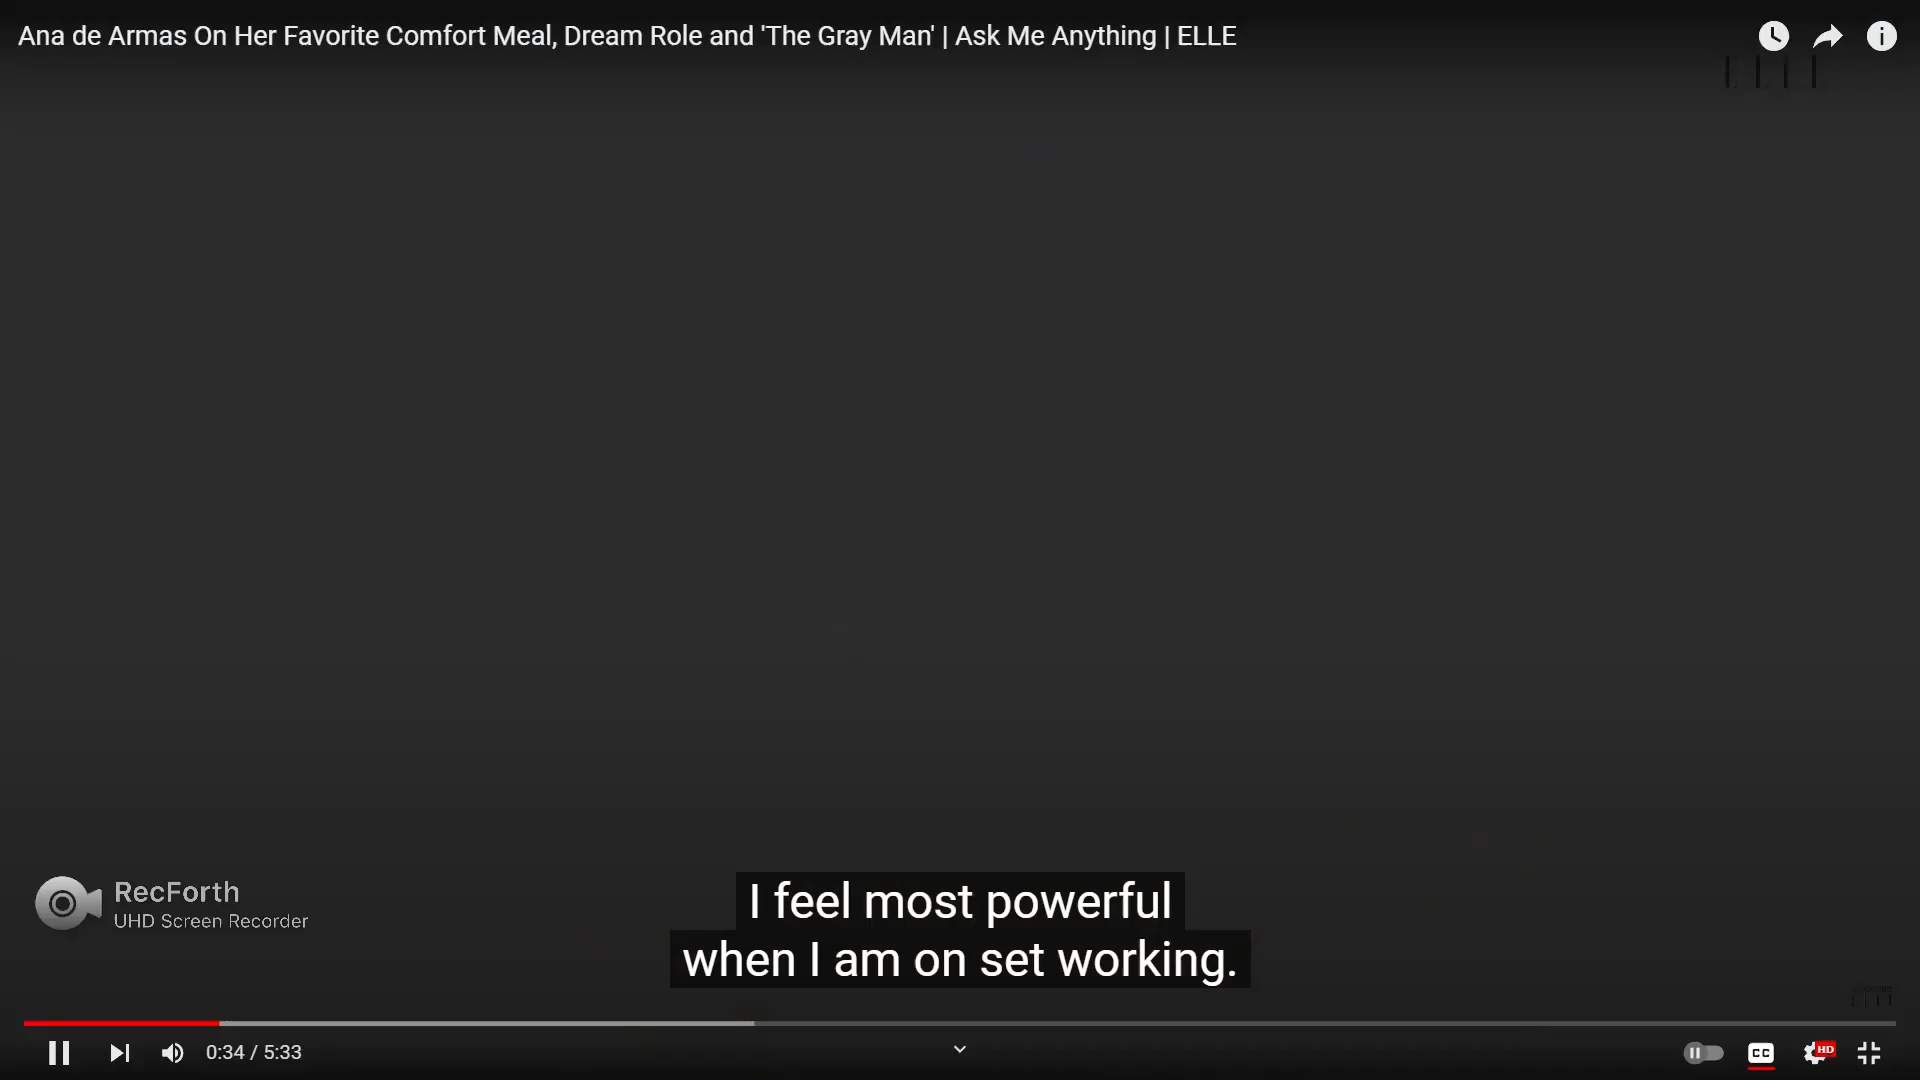 Ana de Armas On Her Favorite Comfort Meal, Dream Role and 'The Gray Man' | Ask Me Anything | ELLE
RecForth
UHD Screen Recorder
I feel most powerful
when I am on set working.
0:34 / 5:33
CC
HD